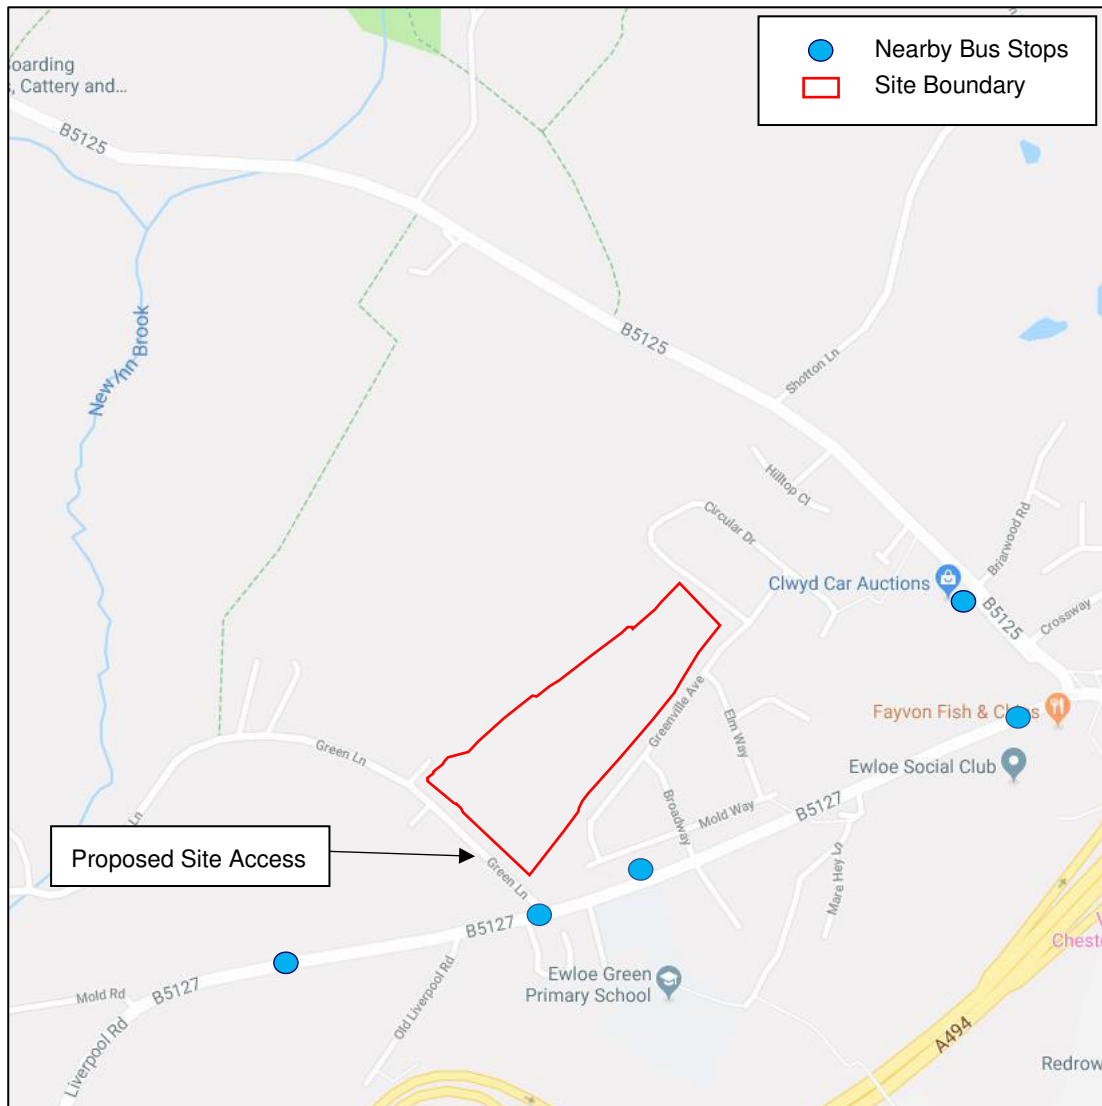 Nearby Bus Stops
Site Boundary
oarding
, Cattery and...
B5125
New Inn Brook
B5125
Shotton Ln
Hilltop Cl
Circular Dr
Briarwood Rd
Clwyd Car Auctions
B5125
Crossway
Greenville Ave
Elm Way
Fayvon Fish & Chips
Ewloe Social Club
Green Ln
Broadway
Mold Way
B5127
Ln
Proposed Site Access
Green Ln
Mare Hey Ln
B5127
Chest
Ewloe Green
Primary School
Old Liverpool Rd
Mold Rd
B5127
Liverpool Rd
A494
Redrow